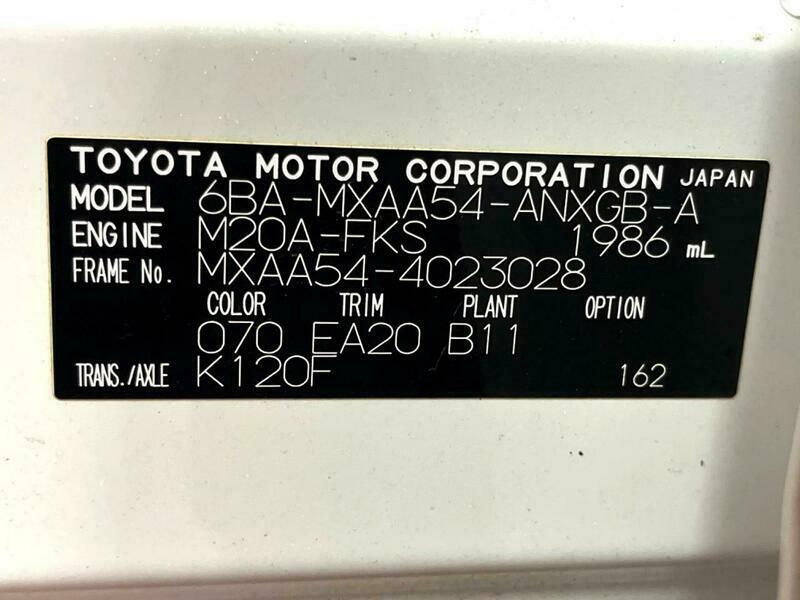 TOYOTA MOTOR CORPORATION JAPAN
MODEL 6BA-MXAA54-ANXGB-A
ENGINE M20A-FKS 1986 mL
FRAME No. MXAA54-4023028
COLOR TRIM PLANT OPTION
070 EA20 B11
TRANS./AXLE K120F 162